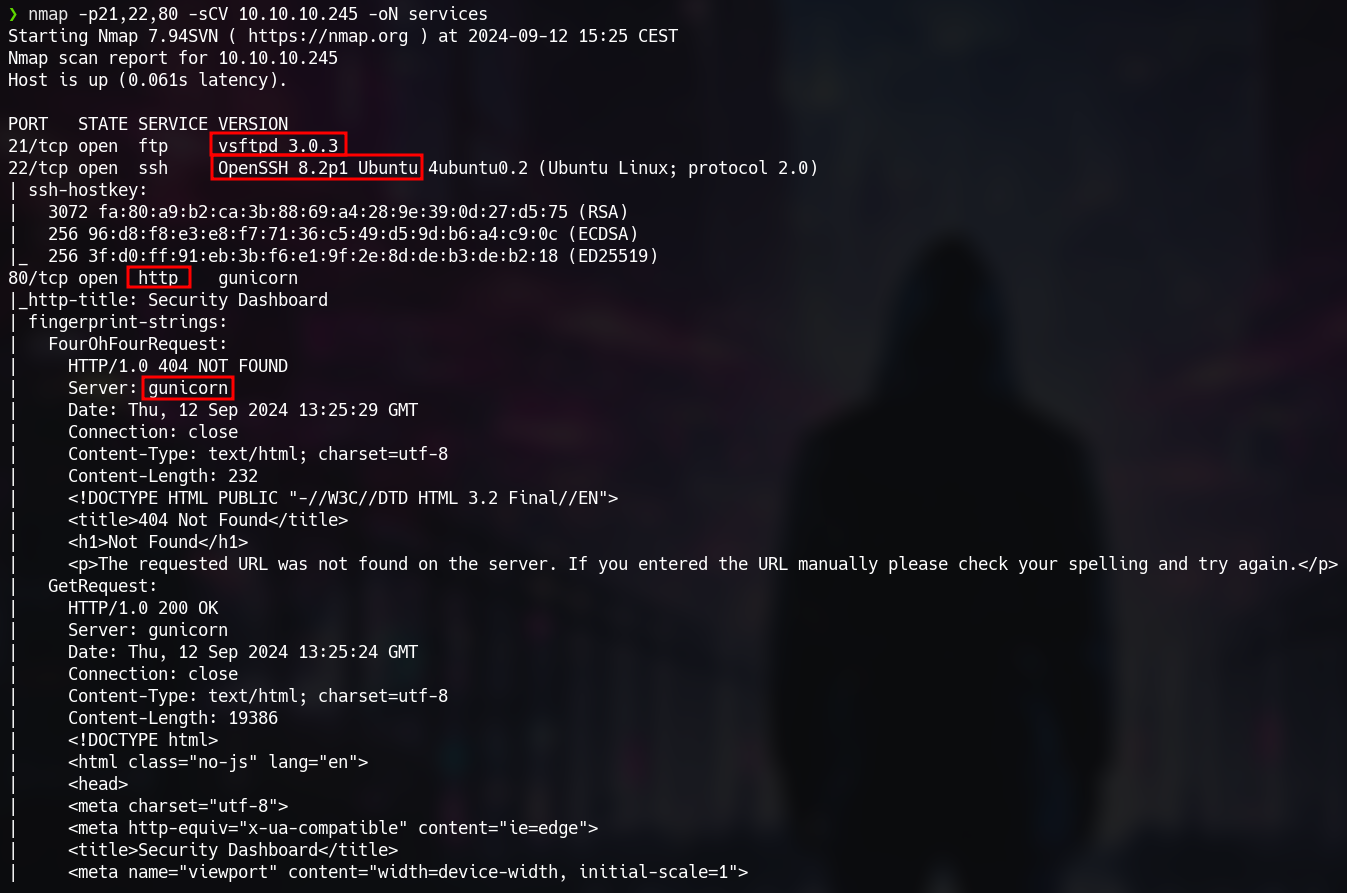 ❯ nmap -p21,22,80 -sCV 10.10.10.245 -oN services
Starting Nmap 7.94SVN ( https://nmap.org ) at 2024-09-12 15:25 CEST
Nmap scan report for 10.10.10.245
Host is up (0.061s latency).

PORT   STATE SERVICE VERSION
21/tcp open  ftp     vsftpd 3.0.3
22/tcp open  ssh     OpenSSH 8.2p1 Ubuntu 4ubuntu0.2 (Ubuntu Linux; protocol 2.0)
| ssh-hostkey:
|   3072 fa:80:a9:b2:ca:3b:88:69:a4:28:9e:39:0d:27:d5:75 (RSA)
|   256 96:d8:f8:e3:e8:f7:71:36:c5:49:d5:9d:b6:a4:c9:0c (ECDSA)
|_  256 3f:d0:ff:91:eb:3b:f6:e1:9f:2e:8d:de:b3:de:b2:18 (ED25519)
80/tcp open  http    gunicorn
|_http-title: Security Dashboard
| fingerprint-strings:
|   FourOhFourRequest:
|     HTTP/1.0 404 NOT FOUND
|     Server: gunicorn
|     Date: Thu, 12 Sep 2024 13:25:29 GMT
|     Connection: close
|     Content-Type: text/html; charset=utf-8
|     Content-Length: 232
|     <!DOCTYPE HTML PUBLIC "-//W3C//DTD HTML 3.2 Final//EN">
|     <title>404 Not Found</title>
|     <h1>Not Found</h1>
|     <p>The requested URL was not found on the server. If you entered the URL manually please check your spelling and try again.</p>
|   GetRequest:
|     HTTP/1.0 200 OK
|     Server: gunicorn
|     Date: Thu, 12 Sep 2024 13:25:24 GMT
|     Connection: close
|     Content-Type: text/html; charset=utf-8
|     Content-Length: 19386
|     <!DOCTYPE html>
|     <html class="no-js" lang="en">
|     <head>
|     <meta charset="utf-8">
|     <meta http-equiv="x-ua-compatible" content="ie=edge">
|     <title>Security Dashboard</title>
|     <meta name="viewport" content="width=device-width, initial-scale=1">